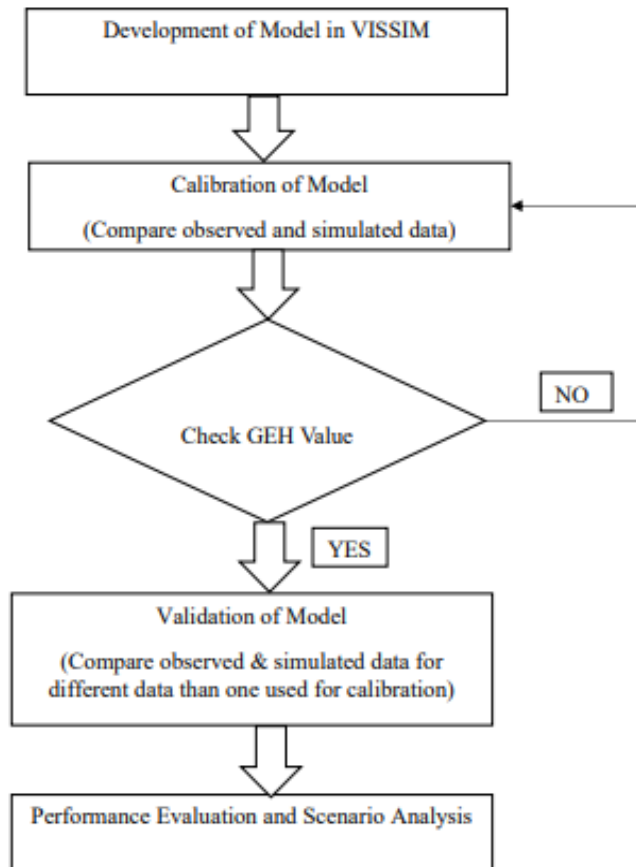 Development of Model in VISSIM
Calibration of Model
(Compare observed and simulated data)
NO
Check GEH Value
YES
Validation of Model
(Compare observed & simulated data for
different data than one used for calibration)
Performance Evaluation and Scenario Analysis